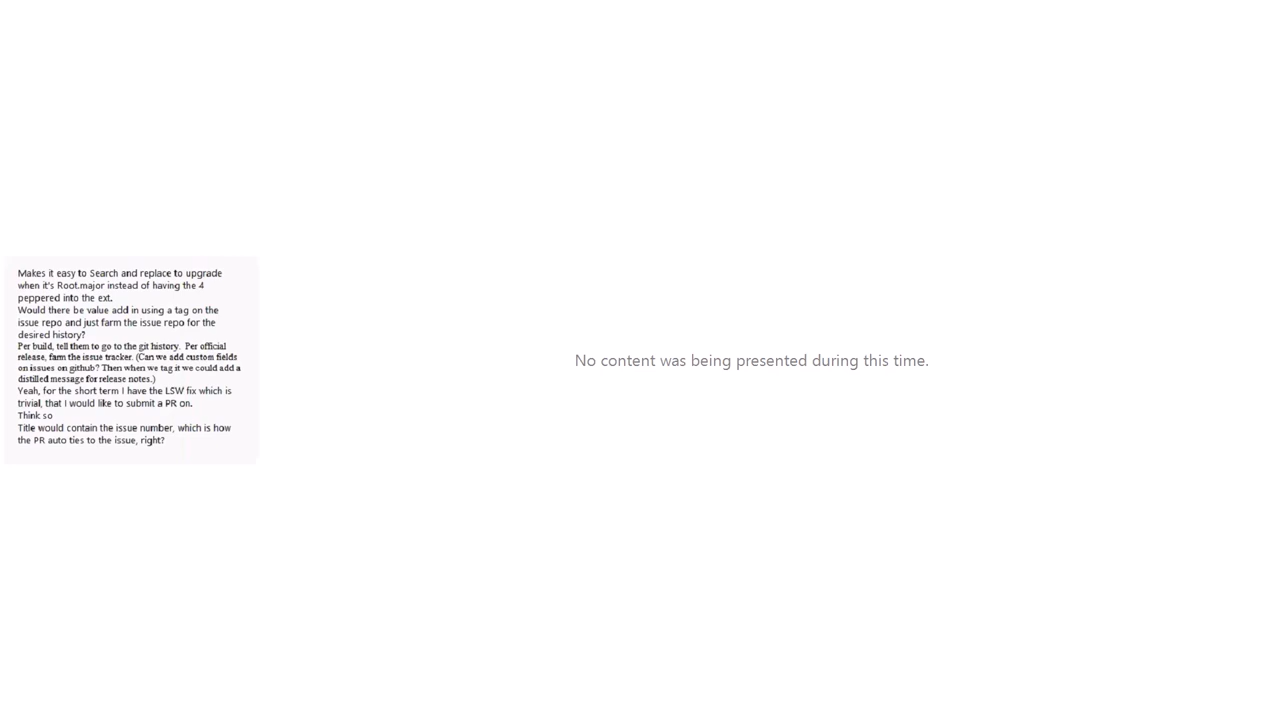 Makes it easy to Search and replace to upgrade
when it's Root.major instead of having the 4
peppered into the ext.
Would there be value add in using a tag on the
issue repo and just farm the issue repo for the
desired history?
Per build, tell them to go to the git history.  Per official
release, farm the issue tracker. (Can we add custom fields
on issues on github? Then when we tag it we could add a
distilled message for release notes.)
Yeah, for the short term I have the LSW fix which is
trivial, that I would like to submit a PR on.
Think so
Title would contain the issue number, which is how
the PR auto ties to the issue, right?
No content was being presented during this time.